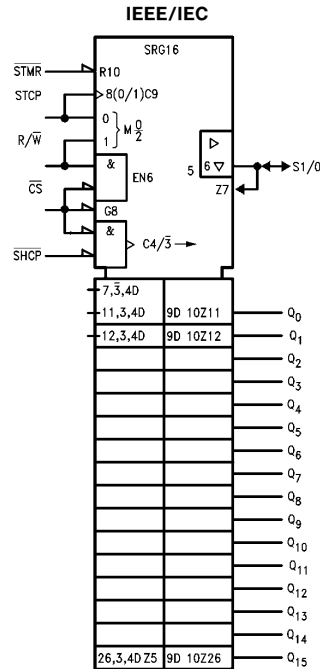 IEEE/IEC
SRG16
STMR R10
STCP 8(0/1)C9
0
M 0/2
R/W 1
& EN6
CS
G8
&
SHCP C4/3
5 6 S1/0
Z7
7,3,4D
11,3,4D 9D 10Z11 Q0
12,3,4D 9D 10Z12 Q1
Q2
Q3
Q4
Q5
Q6
Q7
Q8
Q9
Q10
Q11
Q12
Q13
Q14
26,3,4D Z5 9D 10Z26 Q15